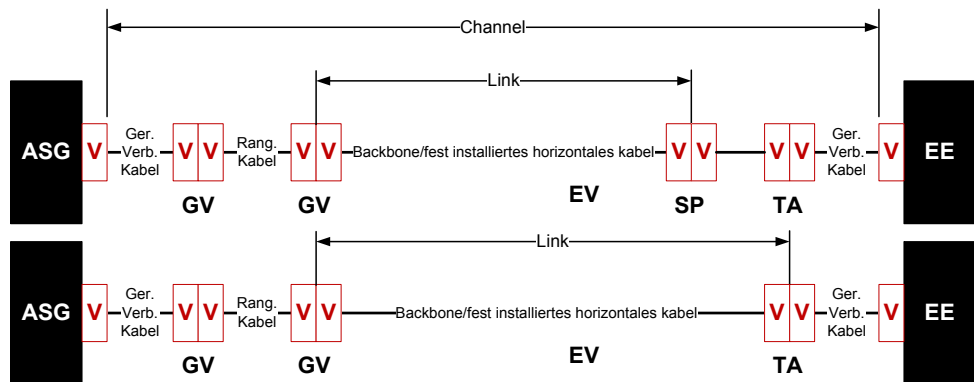 Channel
Link
ASG
V
Ger.
Verb.
Kabel
V V
Rang.
Kabel
V V
Backbone/fest installiertes horizontales kabel
V V
V V
Ger.
Verb.
Kabel
V
EE
GV
GV
EV
SP
TA
Link
ASG
V
Ger.
Verb.
Kabel
V V
Rang.
Kabel
V V
Backbone/fest installiertes horizontales kabel
V V
Ger.
Verb.
Kabel
V
EE
GV
GV
EV
TA